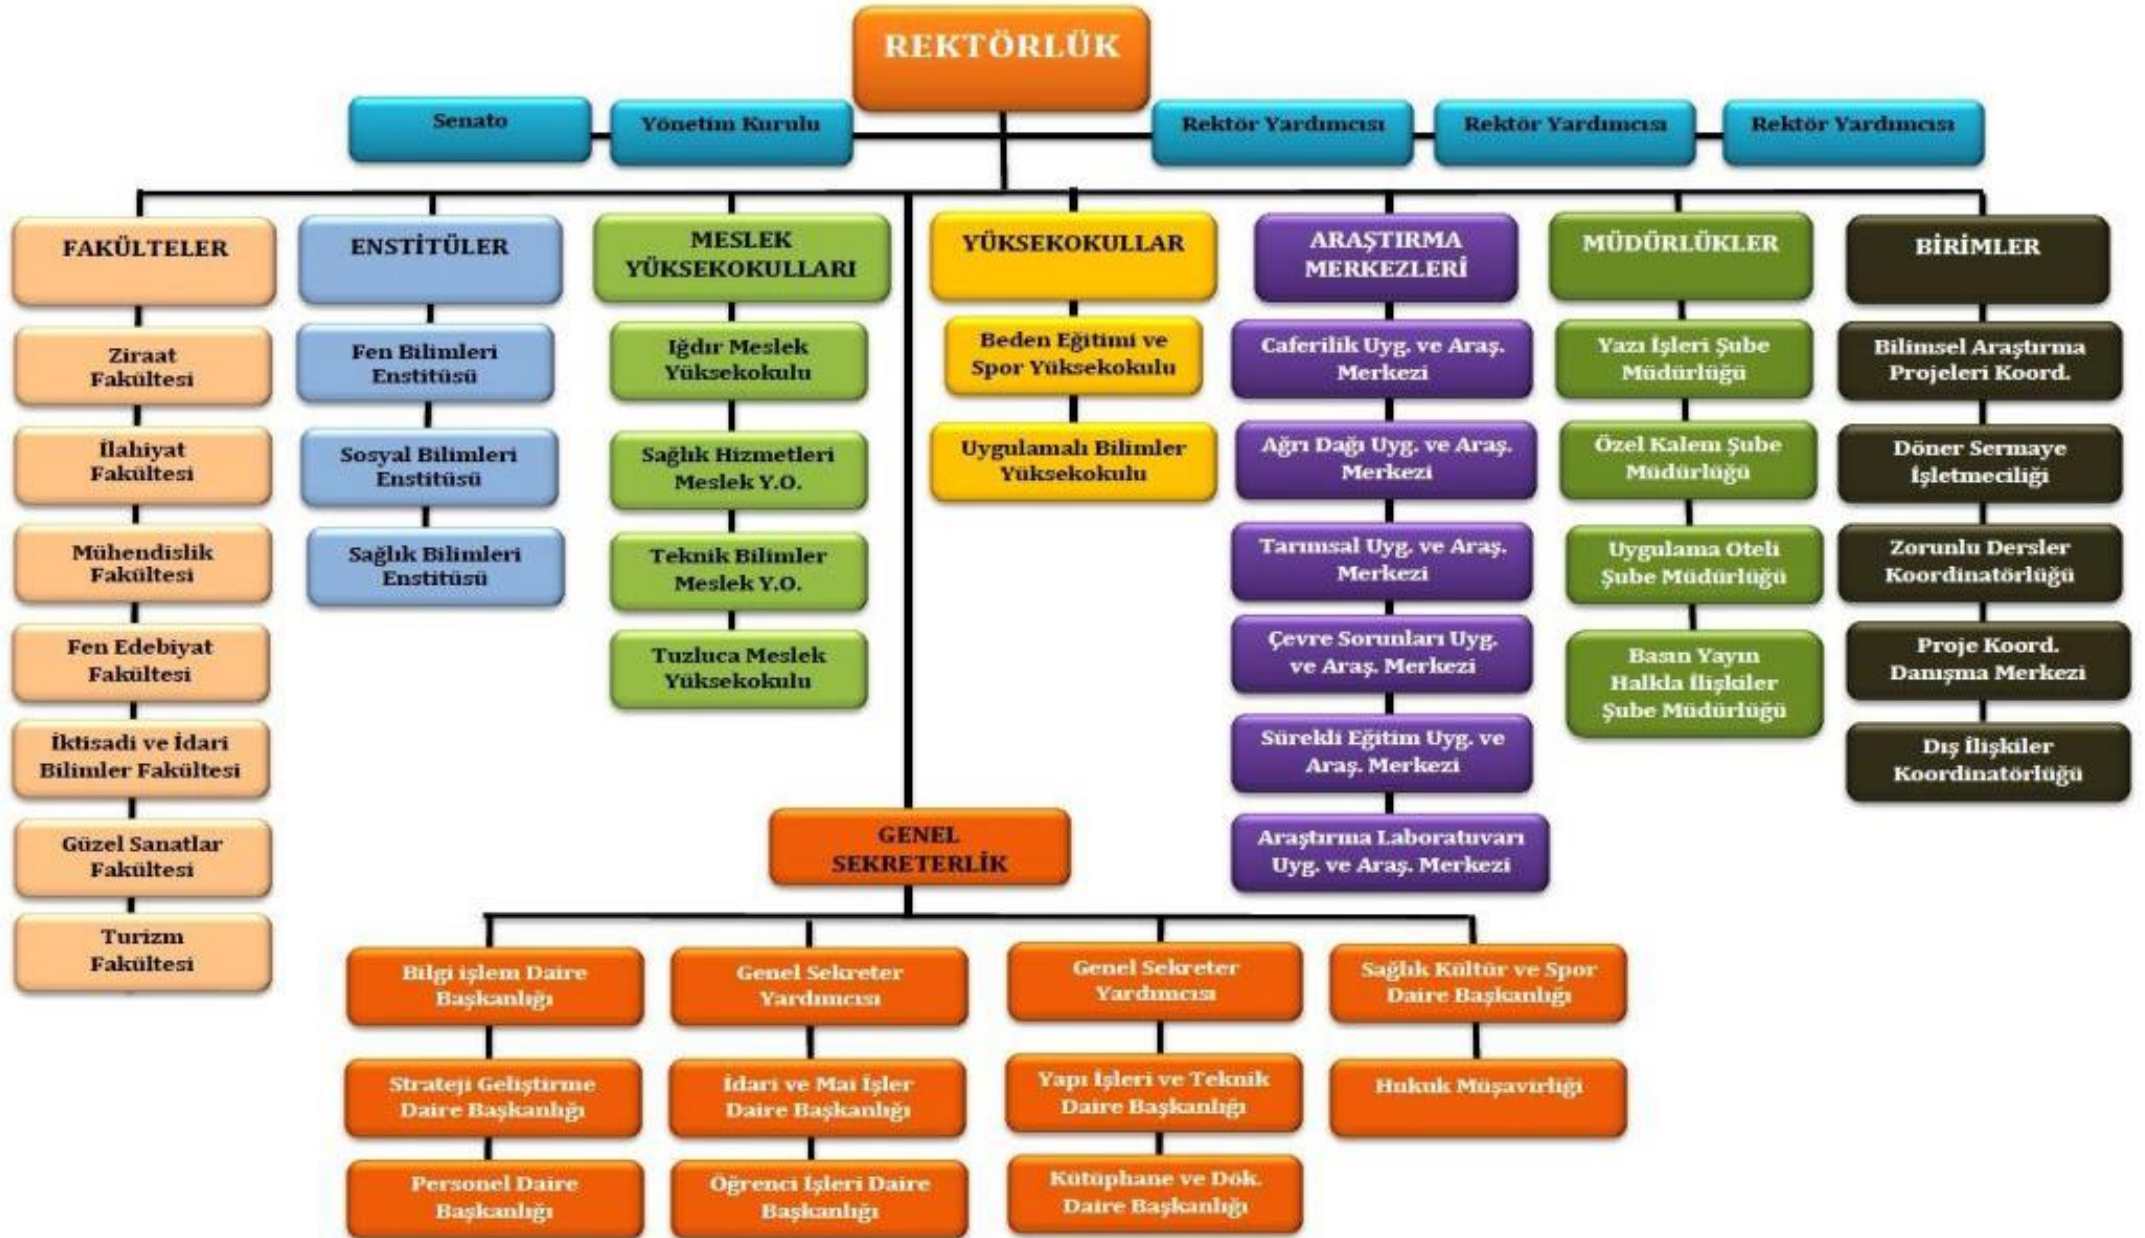 REKTÖRLÜK
Senato
Yönetim Kurulu
Rektör Yardımcısı
Rektör Yardımcısı
Rektör Yardımcısı
FAKÜLTELER
Ziraat
Fakültesi
İlahiyat
Fakültesi
Mühendislik
Fakültesi
Fen Edebiyat
Fakültesi
İktisadi ve İdari
Bilimler Fakültesi
Güzel Sanatlar
Fakültesi
Turizm
Fakültesi
ENSTİTÜLER
Fen Bilimleri
Enstitüsü
Sosyal Bilimleri
Enstitüsü
Sağlık Bilimleri
Enstitüsü
MESLEK
YÜKSEKOKULLARI
Iğdır Meslek
Yüksekokulu
Sağlık Hizmetleri
Meslek Y.O.
Teknik Bilimler
Meslek Y.O.
Tuzluca Meslek
Yüksekokulu
YÜKSEKOKULLAR
Beden Eğitimi ve
Spor Yüksekokulu
Uygulamalı Bilimler
Yüksekokulu
ARAŞTIRMA
MERKEZLERİ
Caferilik Uyg. ve Araş.
Merkezi
Ağrı Dağı Uyg. ve Araş.
Merkezi
Tarımsal Uyg. ve Araş.
Merkezi
Çevre Sorunları Uyg.
ve Araş. Merkezi
Sürekli Eğitim Uyg. ve
Araş. Merkezi
Araştırma Laboratuvarı
Uyg. ve Araş. Merkezi
MÜDÜRLÜKLER
Yazı İşleri Şube
Müdürlüğü
Özel Kalem Şube
Müdürlüğü
Uygulama Oteli
Şube Müdürlüğü
Basın Yayın
Halkla İlişkiler
Şube Müdürlüğü
BİRİMLER
Bilimsel Araştırma
Projeleri Koord.
Döner Sermaye
İşletmeciliği
Zorunlu Dersler
Koordinatörlüğü
Proje Koord.
Danışma Merkezi
Dış İlişkiler
Koordinatörlüğü
GENEL
SEKRETERLİK
Bilgi işlem Daire
Başkanlığı
Strateji Geliştirme
Daire Başkanlığı
Personel Daire
Başkanlığı
Genel Sekreter
Yardımcısı
İdari ve Mai İşler
Daire Başkanlığı
Öğrenci İşleri Daire
Başkanlığı
Genel Sekreter
Yardımcısı
Yapı İşleri ve Teknik
Daire Başkanlığı
Kütüphane ve Dök.
Daire Başkanlığı
Sağlık Kültür ve Spor
Daire Başkanlığı
Hukuk Müşavirliği